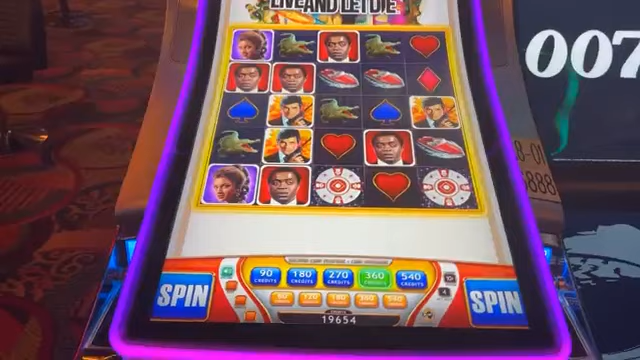 LIVE AND LET DIE
007
SPIN
90 180 270 360 540
CREDITS CREDITS CREDITS CREDITS CREDITS
SPIN
19654